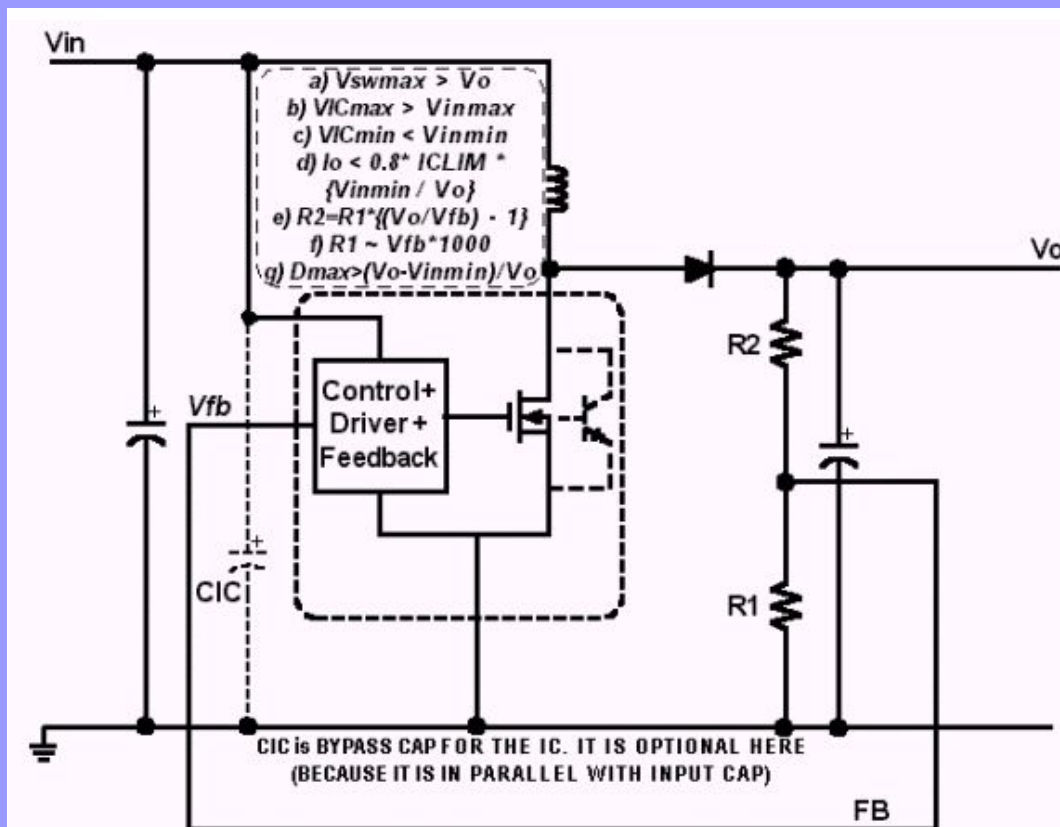 Vin
a) Vswmax > Vo
b) VICmax > Vinmax
c) VICmin < Vinmin
d) Io < 0.8* ICLIM *
{Vinmin / Vo}
e) R2=R1*{(Vo/Vfb) - 1}
f) R1 ~ Vfb*1000
g) Dmax>(Vo-Vinmin)/Vo
Vo
R2
Vfb
Control+
Driver+
Feedback
+
+
+
CIC
R1
CIC is BYPASS CAP FOR THE IC. IT IS OPTIONAL HERE
(BECAUSE IT IS IN PARALLEL WITH INPUT CAP)
FB